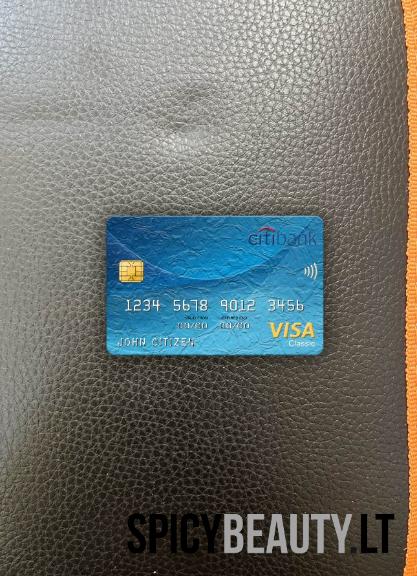 citibank
1234 5678 9012 3456
00/00 00/00
VISA
Classic
JOHN CITIZEN
SPICYBEAUTY.LT